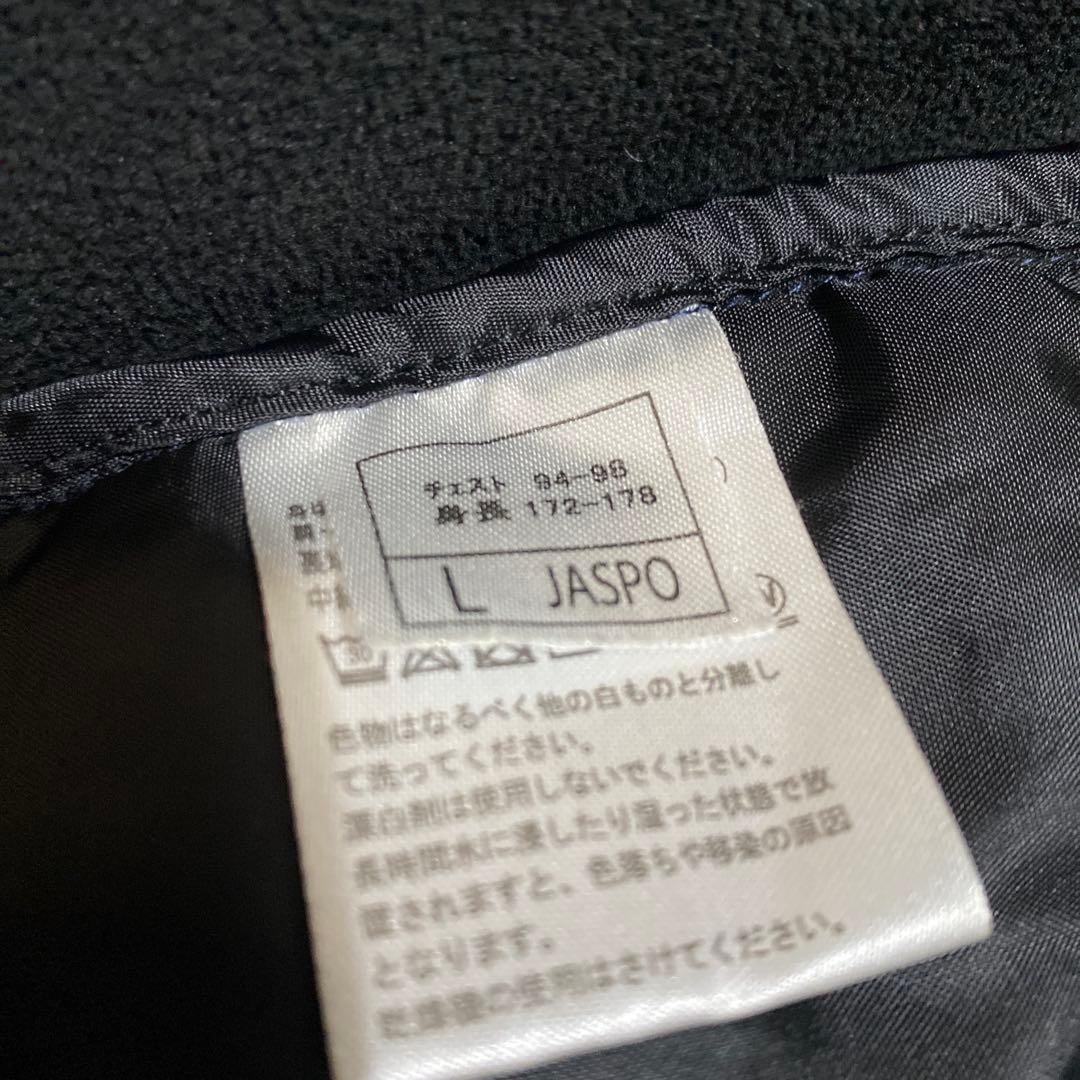 チェスト 94-98
身長 172-178
L JASPO
30
色物はなるべく他の白ものと分離し
て洗ってください。
漂白剤は使用しないでください。
長時間水に浸したり湿った状態で放
置されますと、色落ちや移染の原因
となります。
乾燥機の使用はさけてください。